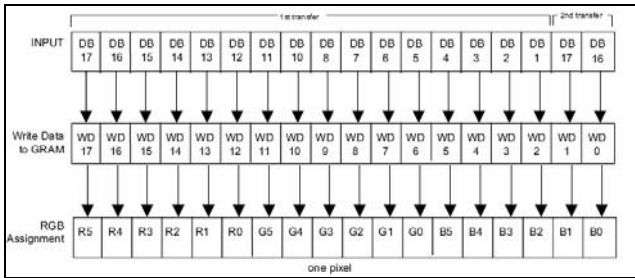 1st transfer 2nd transfer
INPUT DB 17 DB 16 DB 15 DB 14 DB 13 DB 12 DB 11 DB 10 DB 8 DB 7 DB 6 DB 5 DB 4 DB 3 DB 2 DB 1 DB 17 DB 16
Write Data to GRAM WD 17 WD 16 WD 15 WD 14 WD 13 WD 12 WD 11 WD 10 WD 9 WD 8 WD 7 WD 6 WD 5 WD 4 WD 3 WD 2 WD 1 WD 0
RGB Assignment R5 R4 R3 R2 R1 R0 G5 G4 G3 G2 G1 G0 B5 B4 B3 B2 B1 B0
one pixel